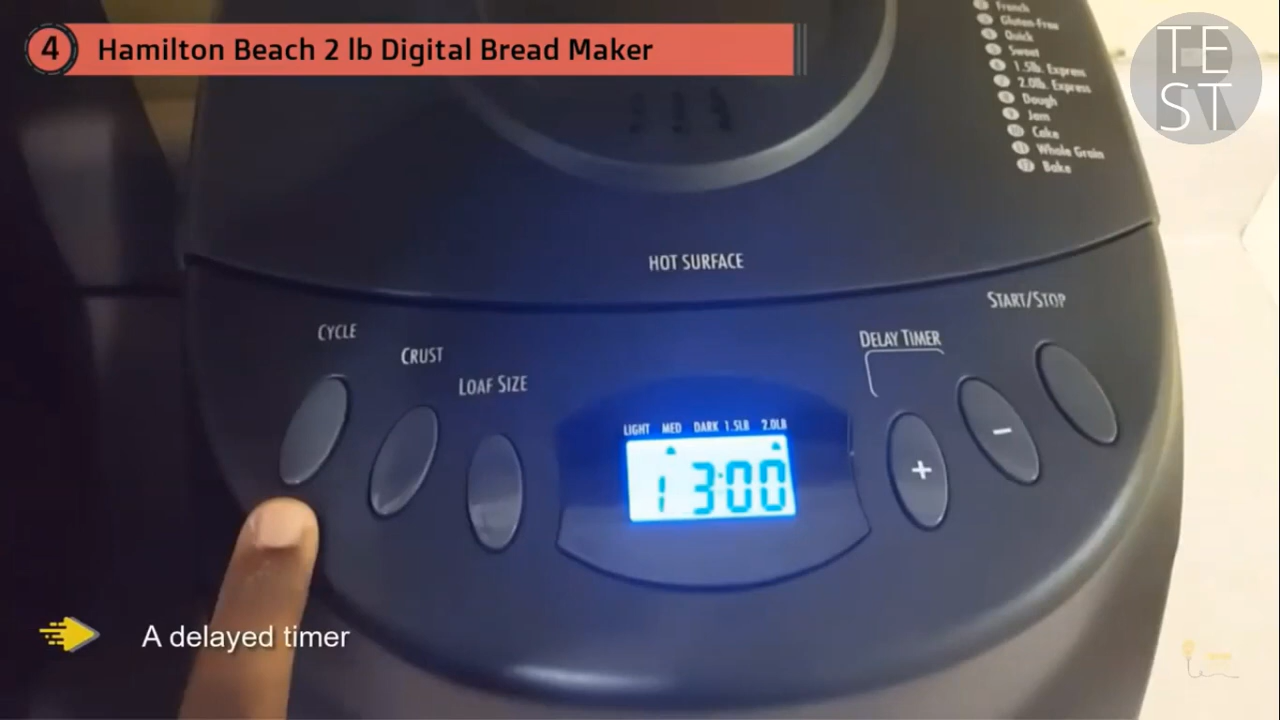 4 Hamilton Beach 2 lb Digital Bread Maker
TE
ST
French
Gluten-Free
Quick
Sweet
1.5lb. Express
2.0lb. Express
Dough
Jam
Cake
11 Whole Grain
12 Bake
HOT SURFACE
CYCLE
CRUST
LOAF SIZE
DELAY TIMER
START/STOP
LIGHT MED DARK 1.5LB 2.0LB
1 3:00
+
−
A delayed timer